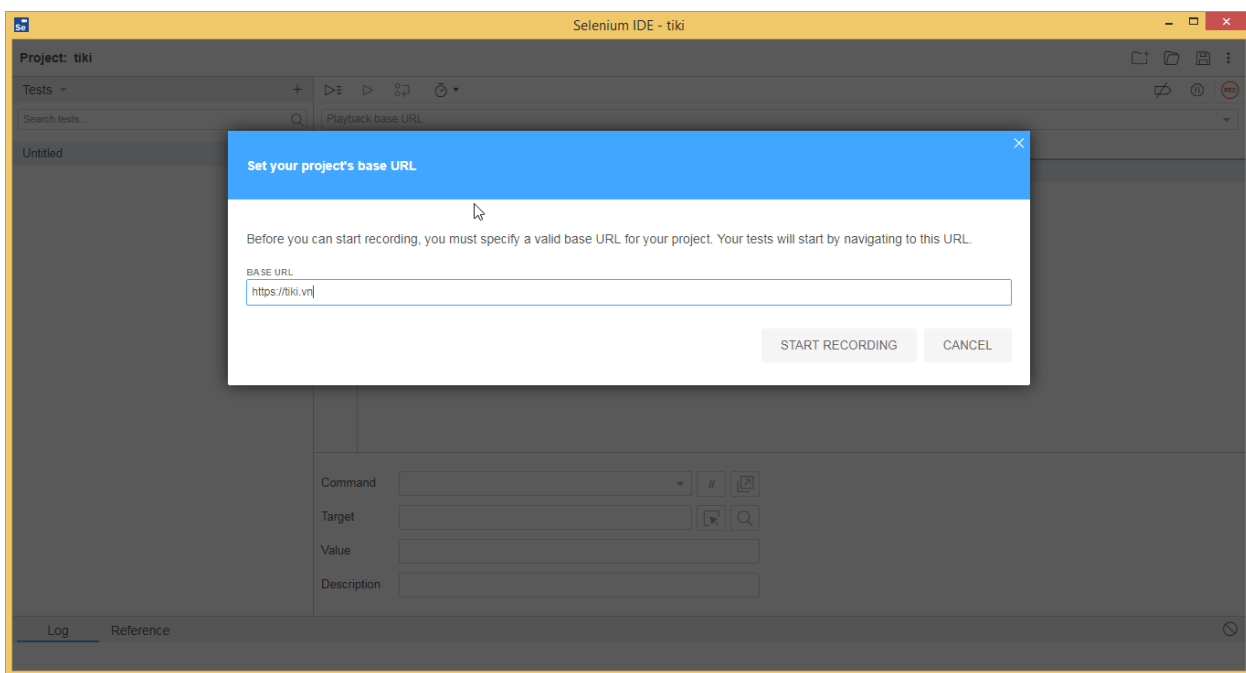 Se
Selenium IDE - tiki
Project: tiki
Tests
Search tests...
Playback base URL
REC
Untitled
Set your project's base URL
Before you can start recording, you must specify a valid base URL for your project. Your tests will start by navigating to this URL.
BASE URL
https://tiki.vn
START RECORDING
CANCEL
Command
//
Target
Value
Description
Log
Reference